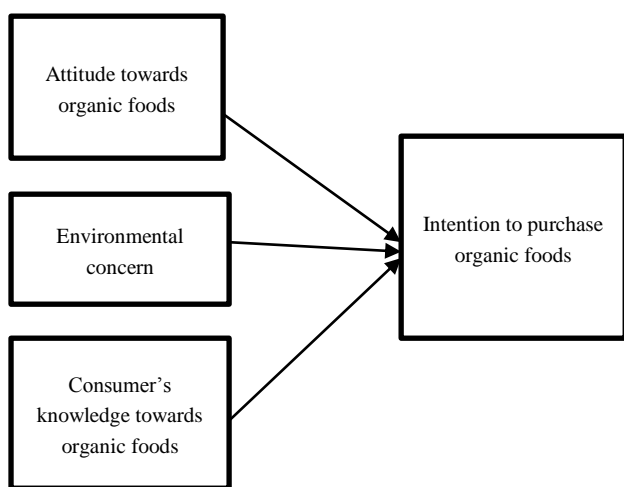 Attitude towards
organic foods
Environmental
concern
Consumer’s
knowledge towards
organic foods
Intention to purchase
organic foods